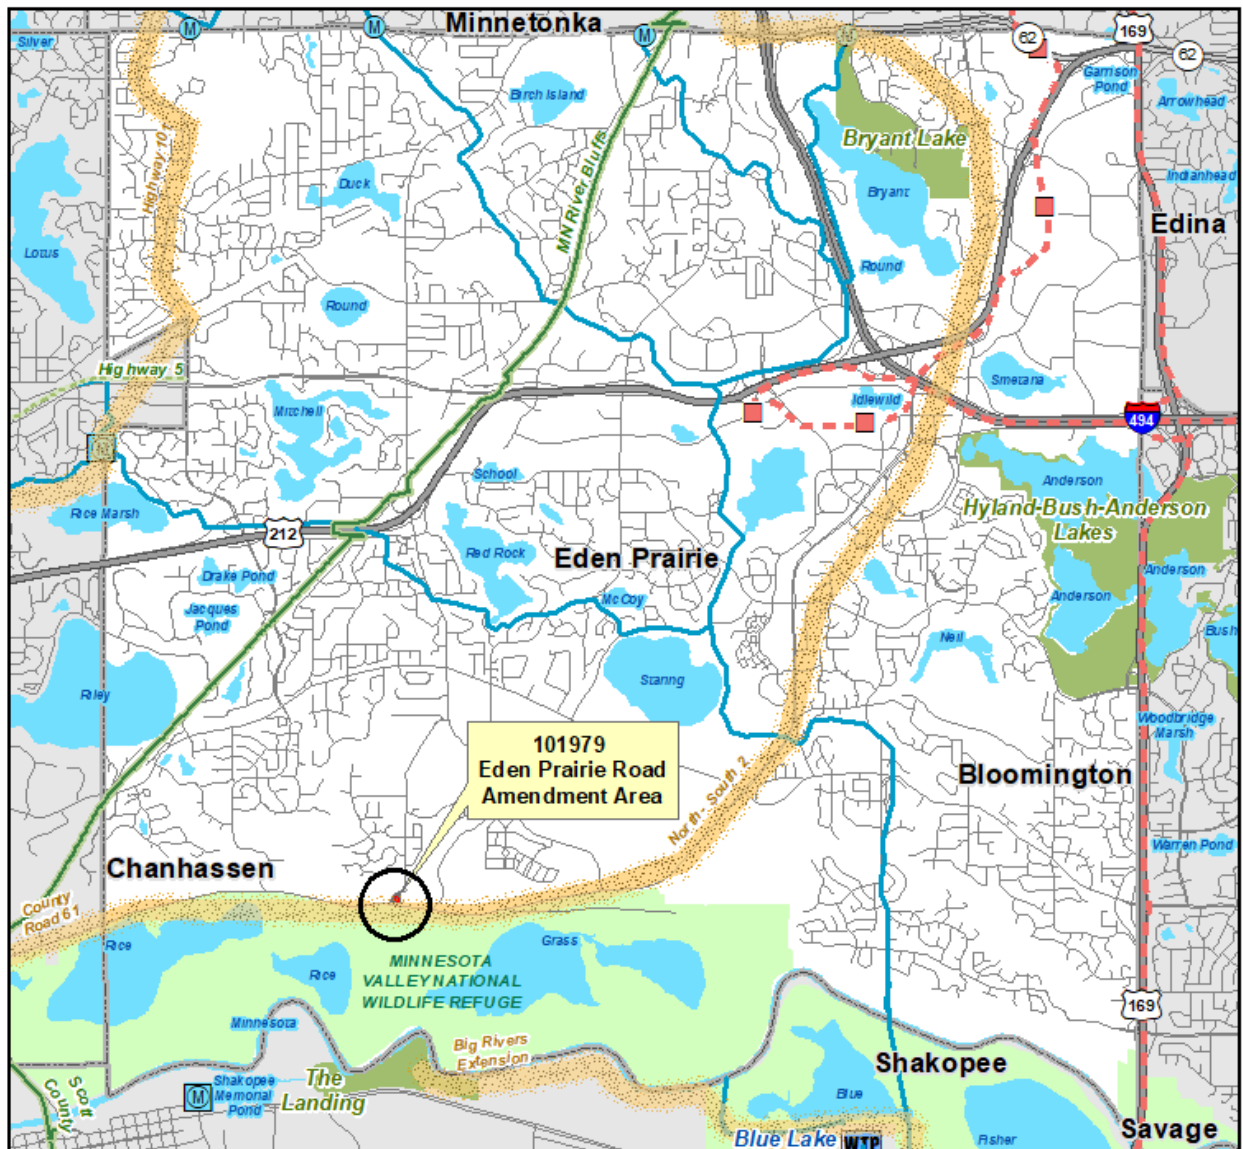 Minnetonka
M
M
M
M
Silver
62
169
62
Garrison
Pond
Arrowhead
Birch Island
MN River Bluffs
Bryant Lake
Highway 101
Duck
Bryant
Indianhead
Edina
Lotus
Round
Round
Highway 5
Smetana
Mitchell
Idlewild
494
School
Anderson
Rice Marsh
Hyland-Bush-Anderson
Lakes
212
Red Rock
Eden Prairie
Drake Pond
Anderson
McCoy
Anderson
Jacques
Pond
Bush
Neil
Riley
Staring
Woodbridge
Marsh
101979
Eden Prairie Road
Amendment Area
North - South 2
Bloomington
Warren Pond
Chanhassen
County
Road 61
Rice
Grass
Rice
MINNESOTA
VALLEY NATIONAL
WILDLIFE REFUGE
169
Minnesota
Big Rivers
Extension
Shakopee
Scott
County
M
Shakopee
Memorial
Pond
The
Landing
Blue
Savage
Blue Lake
WTP
Fisher